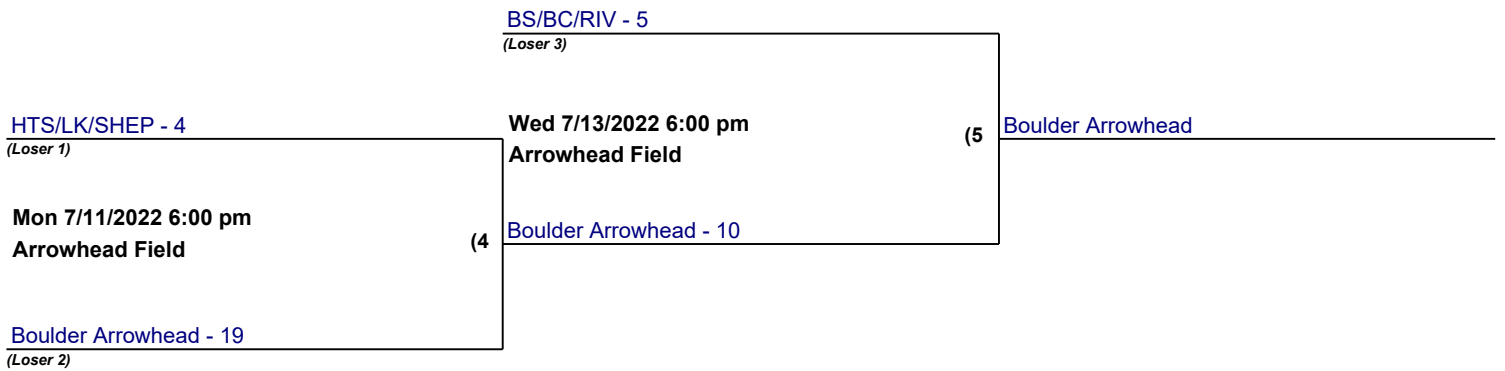 BS/BC/RIV - 5
(Loser 3)
HTS/LK/SHEP - 4
(Loser 1)
Wed 7/13/2022 6:00 pm
Arrowhead Field
(5
Boulder Arrowhead
Mon 7/11/2022 6:00 pm
Arrowhead Field
(4
Boulder Arrowhead - 10
Boulder Arrowhead - 19
(Loser 2)